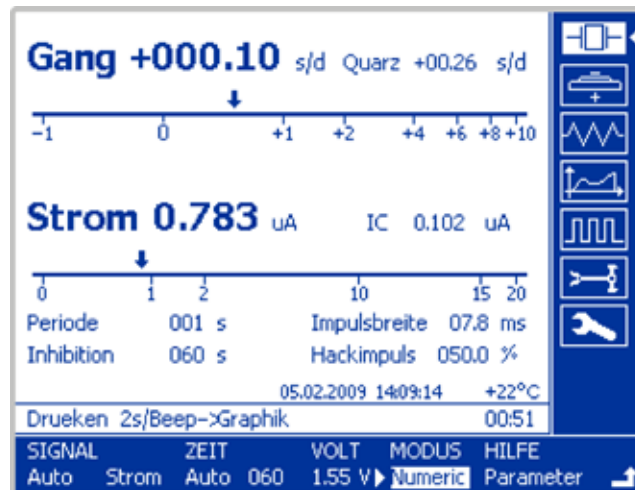 Gang +000.10 s/d Quarz +00.26 s/d
-1 0 +1 +2 +4 +6 +8 +10
Strom 0.783 uA IC 0.102 uA
0 1 2 10 15 20
Periode 001 s Impulsbreite 07.8 ms
Inhibition 060 s Hackimpuls 050.0 %
05.02.2009 14:09:14 +22°C
Drueken 2s/Beep->Graphik 00:51
SIGNAL ZEIT VOLT MODUS HILFE
Auto Strom Auto 060 1.55 V Numeric Parameter